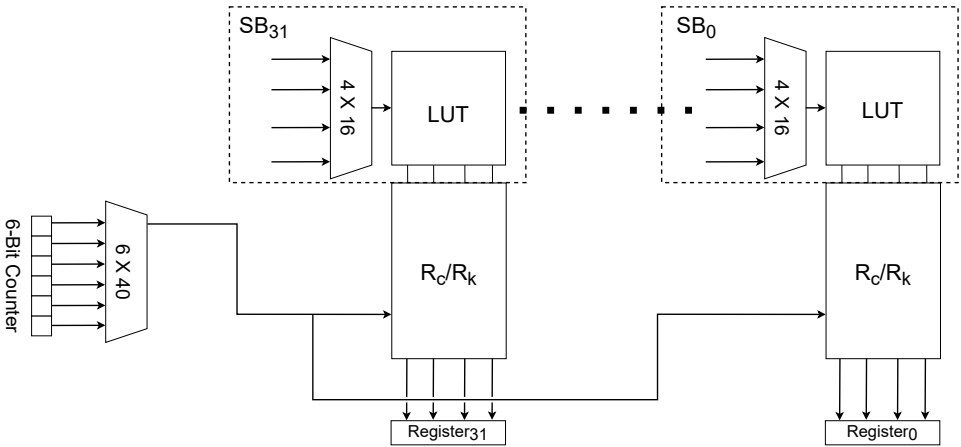 SB31
SB0
4 X 16
LUT
4 X 16
LUT
6-Bit Counter
6 X 40
Rc/Rk
Rc/Rk
Register31
Register0